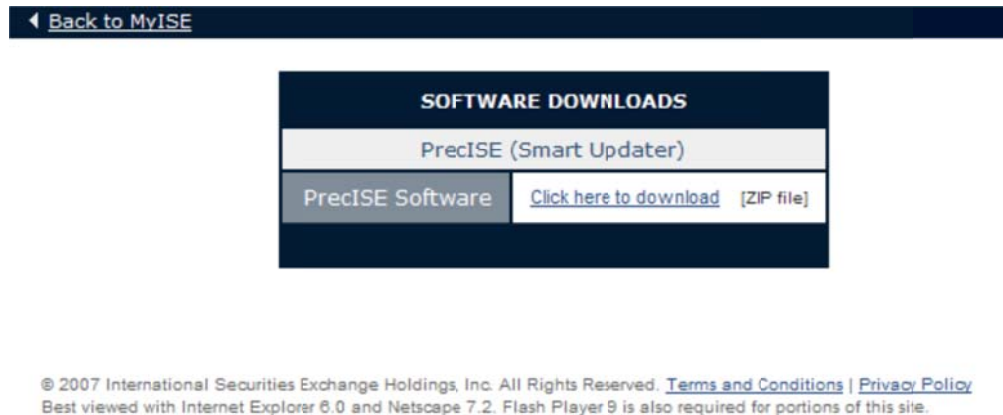 Back to MyISE
SOFTWARE DOWNLOADS
PrecISE (Smart Updater)
PrecISE Software Click here to download [ZIP file]
© 2007 International Securities Exchange Holdings, Inc. All Rights Reserved. Terms and Conditions | Privacy Policy
Best viewed with Internet Explorer 6.0 and Netscape 7.2. Flash Player 9 is also required for portions of this site.